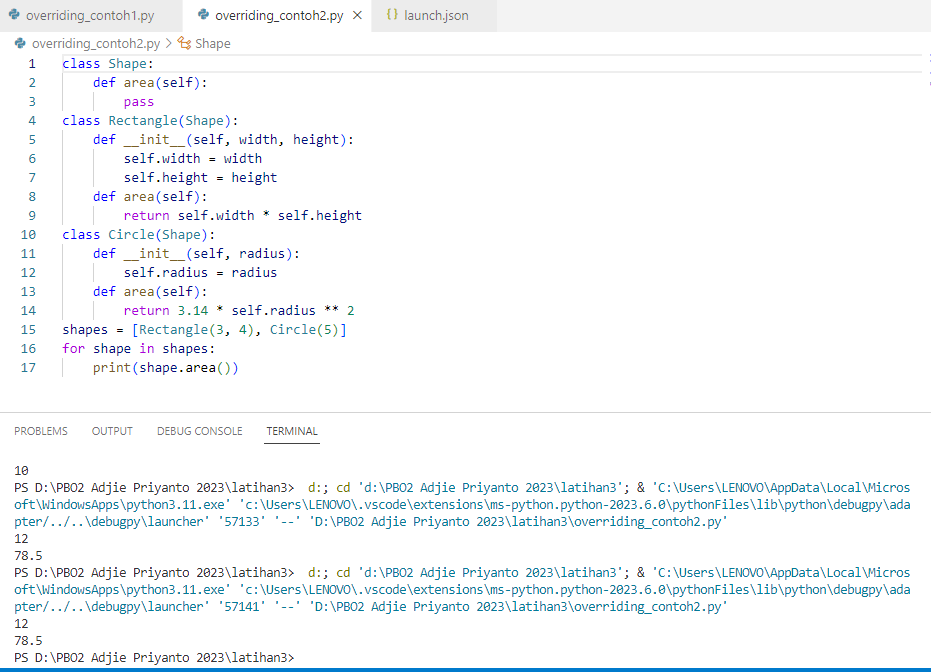 overriding_contoh1.py overriding_contoh2.py × {} launch.json
overriding_contoh2.py > Shape
1 class Shape:
2     def area(self):
3         pass
4 class Rectangle(Shape):
5     def __init__(self, width, height):
6         self.width = width
7         self.height = height
8     def area(self):
9         return self.width * self.height
10 class Circle(Shape):
11     def __init__(self, radius):
12         self.radius = radius
13     def area(self):
14         return 3.14 * self.radius ** 2
15 shapes = [Rectangle(3, 4), Circle(5)]
16 for shape in shapes:
17     print(shape.area())
PROBLEMS OUTPUT DEBUG CONSOLE TERMINAL
10
PS D:\PBO2 Adjie Priyanto 2023\latihan3>  d:; cd 'd:\PBO2 Adjie Priyanto 2023\latihan3'; & 'C:\Users\LENOVO\AppData\Local\Micros
oft\WindowsApps\python3.11.exe' 'c:\Users\LENOVO\.vscode\extensions\ms-python.python-2023.6.0\pythonFiles\lib\python\debugpy\ada
pter/../..\debugpy\launcher' '57133' '--' 'D:\PBO2 Adjie Priyanto 2023\latihan3\overriding_contoh2.py'
12
78.5
PS D:\PBO2 Adjie Priyanto 2023\latihan3>  d:; cd 'd:\PBO2 Adjie Priyanto 2023\latihan3'; & 'C:\Users\LENOVO\AppData\Local\Micros
oft\WindowsApps\python3.11.exe' 'c:\Users\LENOVO\.vscode\extensions\ms-python.python-2023.6.0\pythonFiles\lib\python\debugpy\ada
pter/../..\debugpy\launcher' '57141' '--' 'D:\PBO2 Adjie Priyanto 2023\latihan3\overriding_contoh2.py'
12
78.5
PS D:\PBO2 Adjie Priyanto 2023\latihan3>